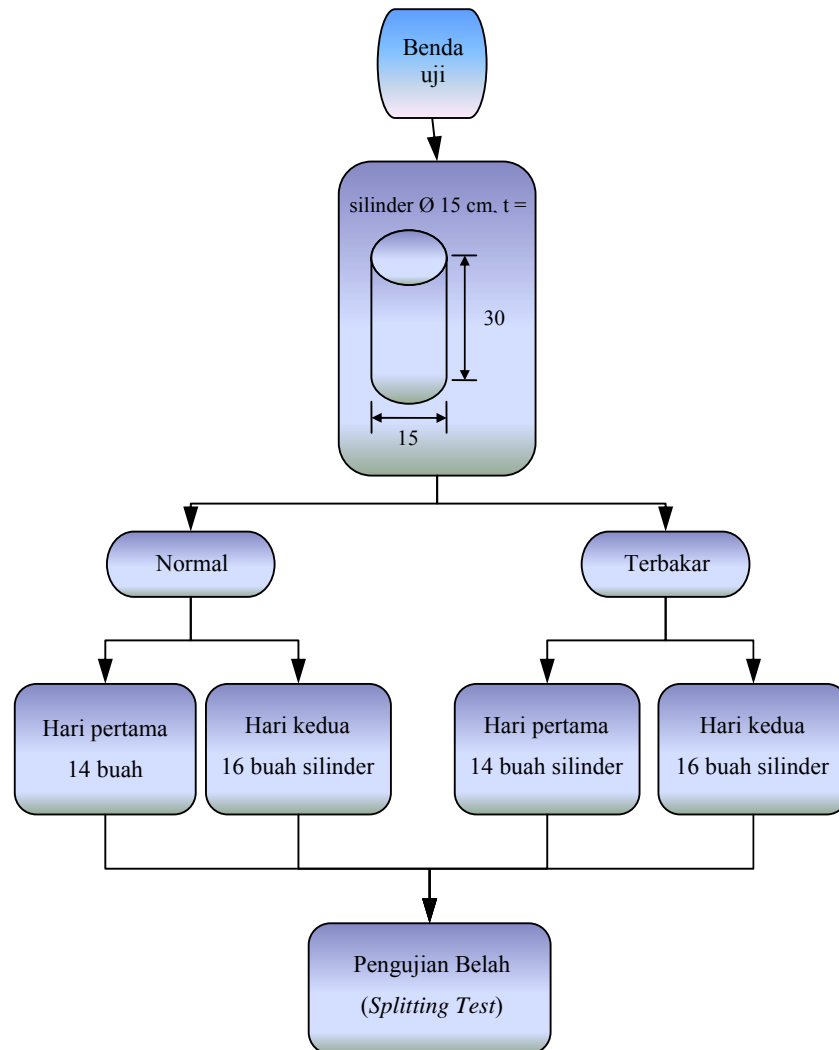 Benda
uji
silinder Ø 15 cm, t =
30
15
Normal
Terbakar
Hari pertama
14 buah
Hari kedua
16 buah silinder
Hari pertama
14 buah silinder
Hari kedua
16 buah silinder
Pengujian Belah
(Splitting Test)